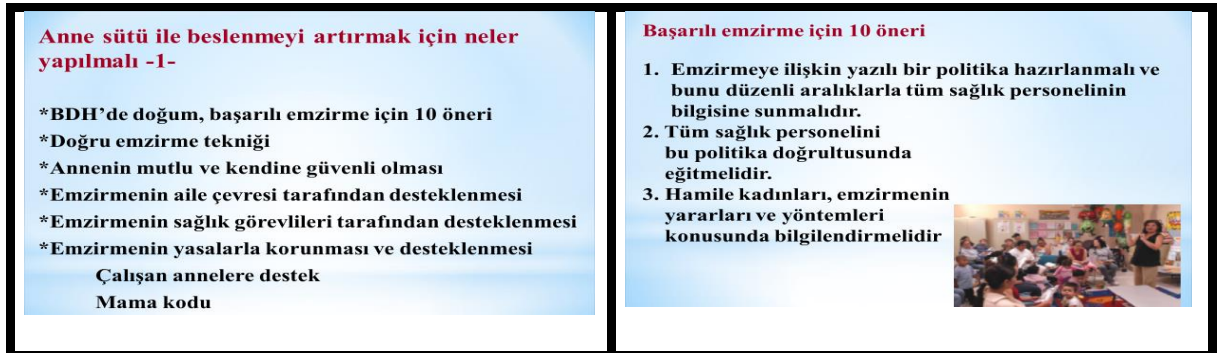 Anne sütü ile beslenmeyi artırmak için neler
yapılmalı -1-
*BDH’de doğum, başarılı emzirme için 10 öneri
*Doğru emzirme tekniği
*Annenin mutlu ve kendine güvenli olması
*Emzirmenin aile çevresi tarafından desteklenmesi
*Emzirmenin sağlık görevlileri tarafından desteklenmesi
*Emzirmenin yasalarla korunması ve desteklenmesi
Çalışan annelere destek
Mama kodu
Başarılı emzirme için 10 öneri
1. Emzirmeye ilişkin yazılı bir politika hazırlanmalı ve
bunu düzenli aralıklarla tüm sağlık personelinin
bilgisine sunmalıdır.
2. Tüm sağlık personelini
bu politika doğrultusunda
eğitmelidir.
3. Hamile kadınları, emzirmenin
yararları ve yöntemleri
konusunda bilgilendirmelidir